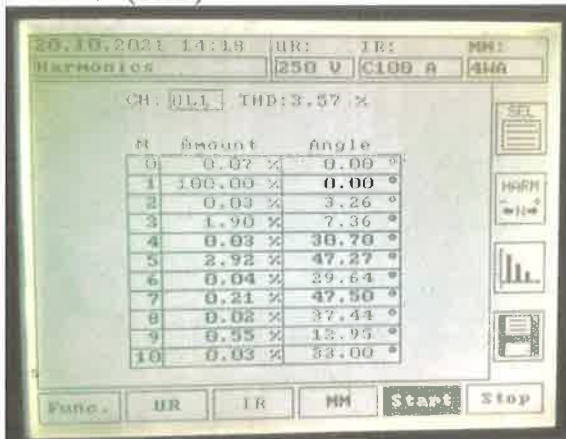 20.10.2021 14:18 UR: IR: MM:
Harmonics 250 V C100 A 4WA
CH: UL1 THD:3.57 %
SEL
N Amount Angle
0 0.07 % 0.00 °
1 100.00 % 0.00 °
HARM
2 0.03 % 3.26 °
←N→
3 1.90 % 7.36 °
4 0.03 % 30.70 °
5 2.92 % 47.27 °
6 0.04 % 29.64 °
7 0.21 % 47.50 °
8 0.02 % 37.44 °
9 0.55 % 13.95 °
10 0.03 % 33.00 °
Func. UR IR MM Start Stop